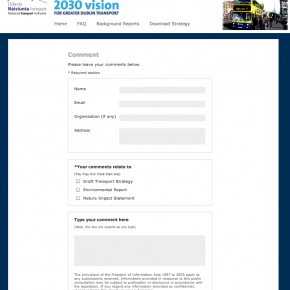 Údarás
Náisiúnta Iompair
National Transport Authority
2030 vision
FOR GREATER DUBLIN TRANSPORT
Home FAQ Background Reports Download Strategy
Comment
Please leave your comments below.
* Required section
Name
Email
Organisation (if any)
Address
*Your comments relate to
(You may tick more than one)
Draft Transport Strategy
Environmental Report
Nature Impact Statement
Type your comment here
(Note, this box will expand as you type)
The provisions of the Freedom of Information Acts 1997 to 2003 apply to
any submissions received. Information provided in response to this public
consultation may be subject to publication or disclosure in accordance
with the legislation. If you regard any information provided as confidential,